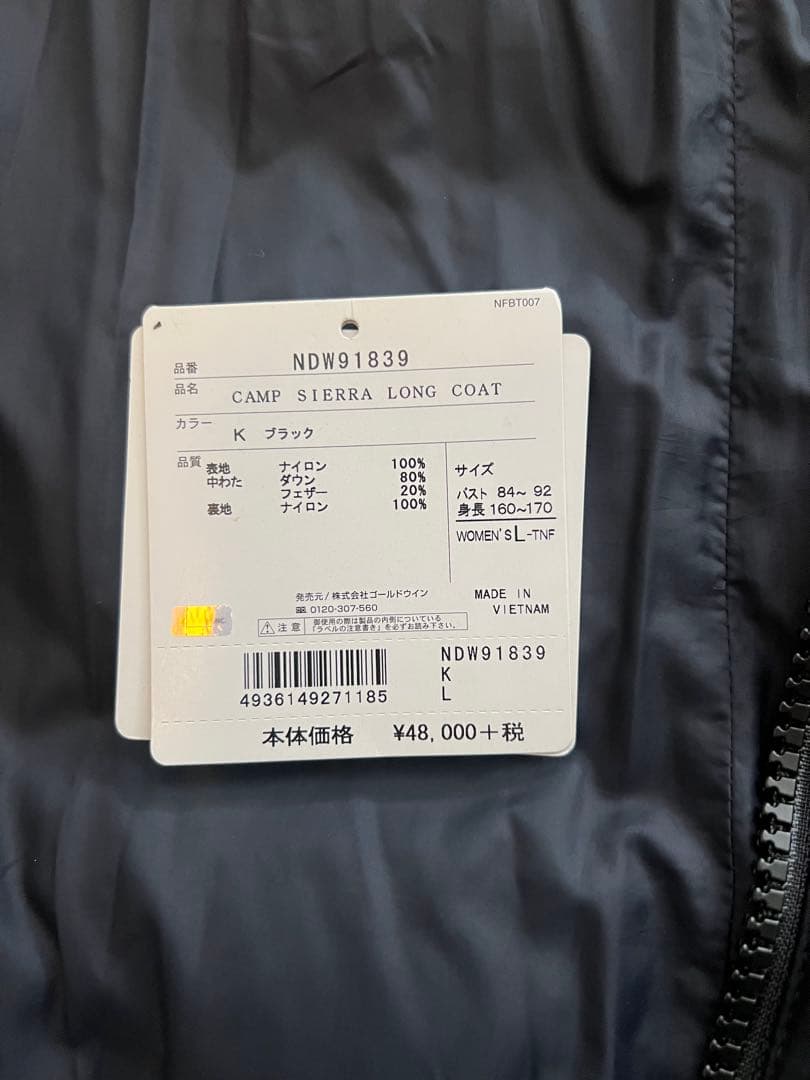 NFBT007
品番 NDW91839
品名 CAMP SIERRA LONG COAT
カラー K ブラック
品質 表地 ナイロン 100%
中わた ダウン 80%
フェザー 20%
裏地 ナイロン 100%
サイズ
バスト 84～ 92
身長 160～170
WOMEN'S L-TNF
発売元/株式会社ゴールドウイン
0120-307-560
注意 御使用の際は製品の内側についている
「ラベルの注意書き」を必ずお読み下さい。
MADE IN
VIETNAM
4936149271185
NDW91839
K
L
本体価格 ¥48,000+税